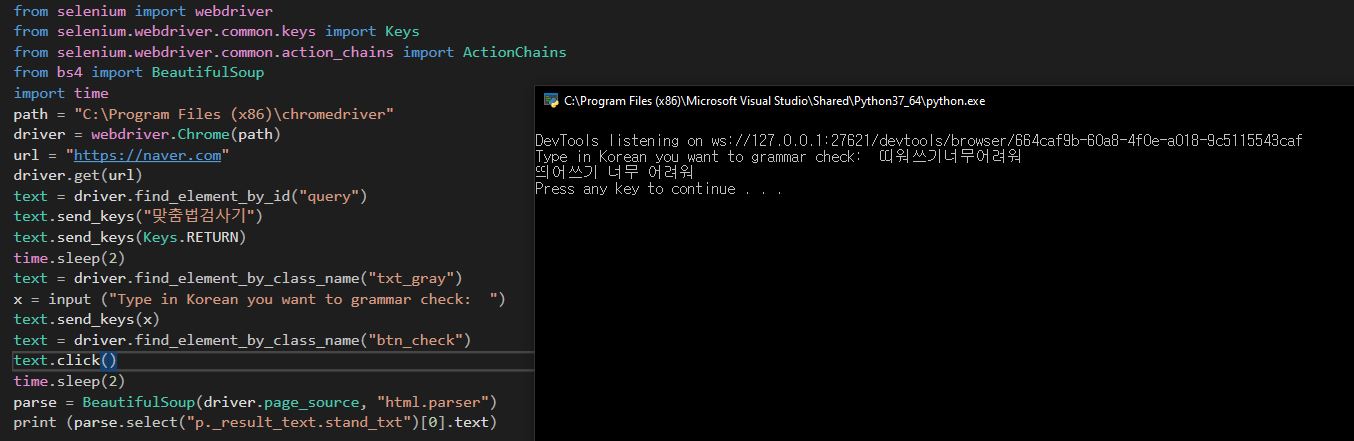 from selenium import webdriver
from selenium.webdriver.common.keys import Keys
from selenium.webdriver.common.action_chains import ActionChains
from bs4 import BeautifulSoup
import time
path = "C:\Program Files (x86)\chromedriver"
driver = webdriver.Chrome(path)
url = "https://naver.com"
driver.get(url)
text = driver.find_element_by_id("query")
text.send_keys("맞춤법검사기")
text.send_keys(Keys.RETURN)
time.sleep(2)
text = driver.find_element_by_class_name("txt_gray")
x = input ("Type in Korean you want to grammar check:  ")
text.send_keys(x)
text = driver.find_element_by_class_name("btn_check")
text.click()
time.sleep(2)
parse = BeautifulSoup(driver.page_source, "html.parser")
print (parse.select("p._result_text.stand_txt")[0].text)
C:\Program Files (x86)\Microsoft Visual Studio\Shared\Python37_64\python.exe
DevTools listening on ws://127.0.0.1:27621/devtools/browser/664caf9b-60a8-4f0e-a018-9c5115543caf
Type in Korean you want to grammar check:  띠워쓰기너무어려워
띄어쓰기 너무 어려워
Press any key to continue . . .